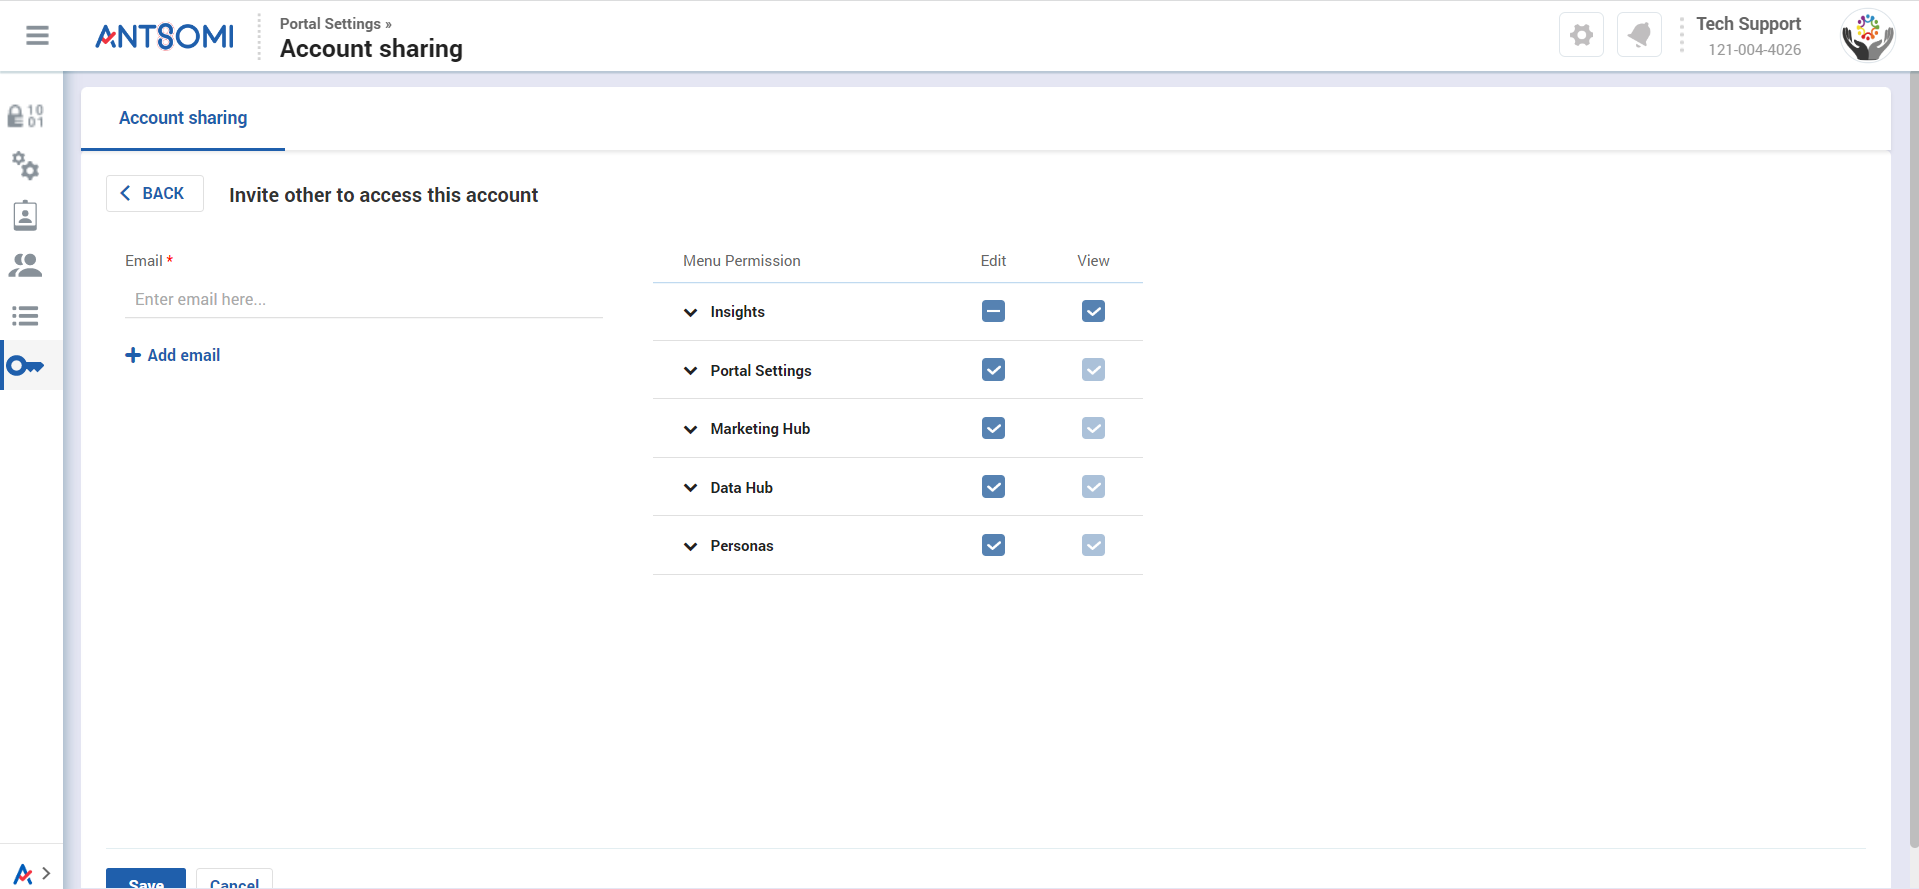 ANTSOMI
Portal Settings »
Account sharing
Tech Support
121-004-4026
10
01
Account sharing
BACK
Invite other to access this account
Email *
Enter email here...
Add email
Menu Permission Edit View
Insights
Portal Settings
Marketing Hub
Data Hub
Personas
Save
Cancel